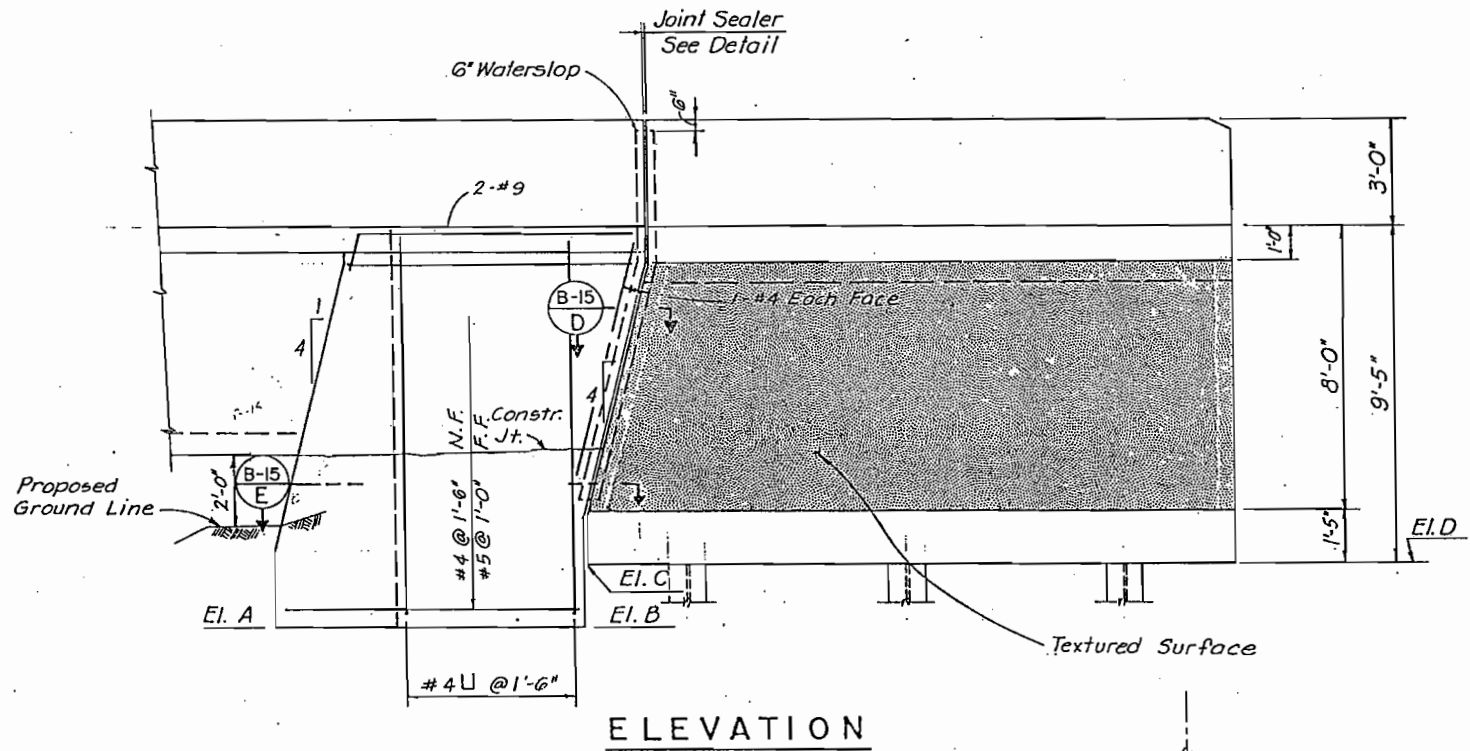 Joint Sealer
See Detail
6" Waterstop
6"
2-#9
3'-0"
1'-0"
B-15
D
1-#4 Each Face
1
4
4
8'-0"
9'-5"
N.F.
F.F.
Constr.
Jt.
Proposed
Ground Line
2'-0"
B-15
E
#4 @ 1'-6"
#5 @ 1'-0"
1'-5"
El. D
El. C
El. A
El. B
Textured Surface
#4 ⊔ @ 1'-6"
ELEVATION